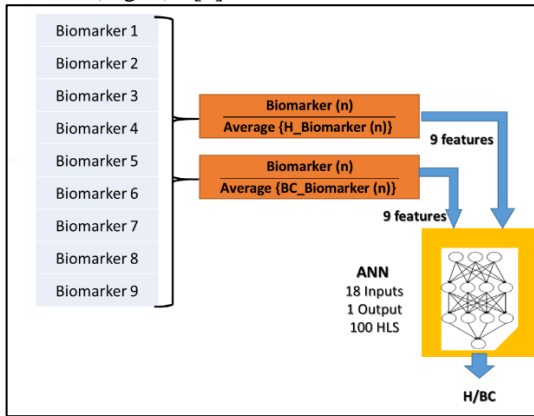 Biomarker 1
Biomarker 2
Biomarker 3
Biomarker 4
Biomarker 5
Biomarker 6
Biomarker 7
Biomarker 8
Biomarker 9
Biomarker (n)
Average {H_Biomarker (n)}
Biomarker (n)
Average {BC_Biomarker (n)}
9 features
9 features
ANN
18 Inputs
1 Output
100 HLS
H/BC